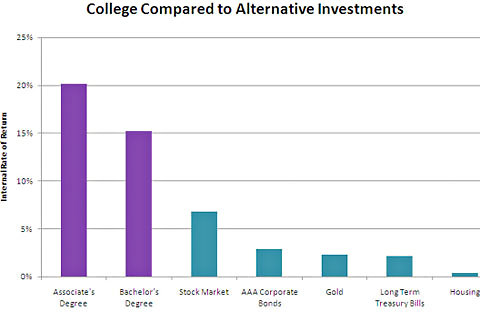 College Compared to Alternative Investments
25%
20%
15%
10%
5%
0%
Internal Rate of Return
Associate's
Degree
Bachelor's
Degree
Stock Market
AAA Corporate
Bonds
Gold
Long Term
Treasury Bills
Housing